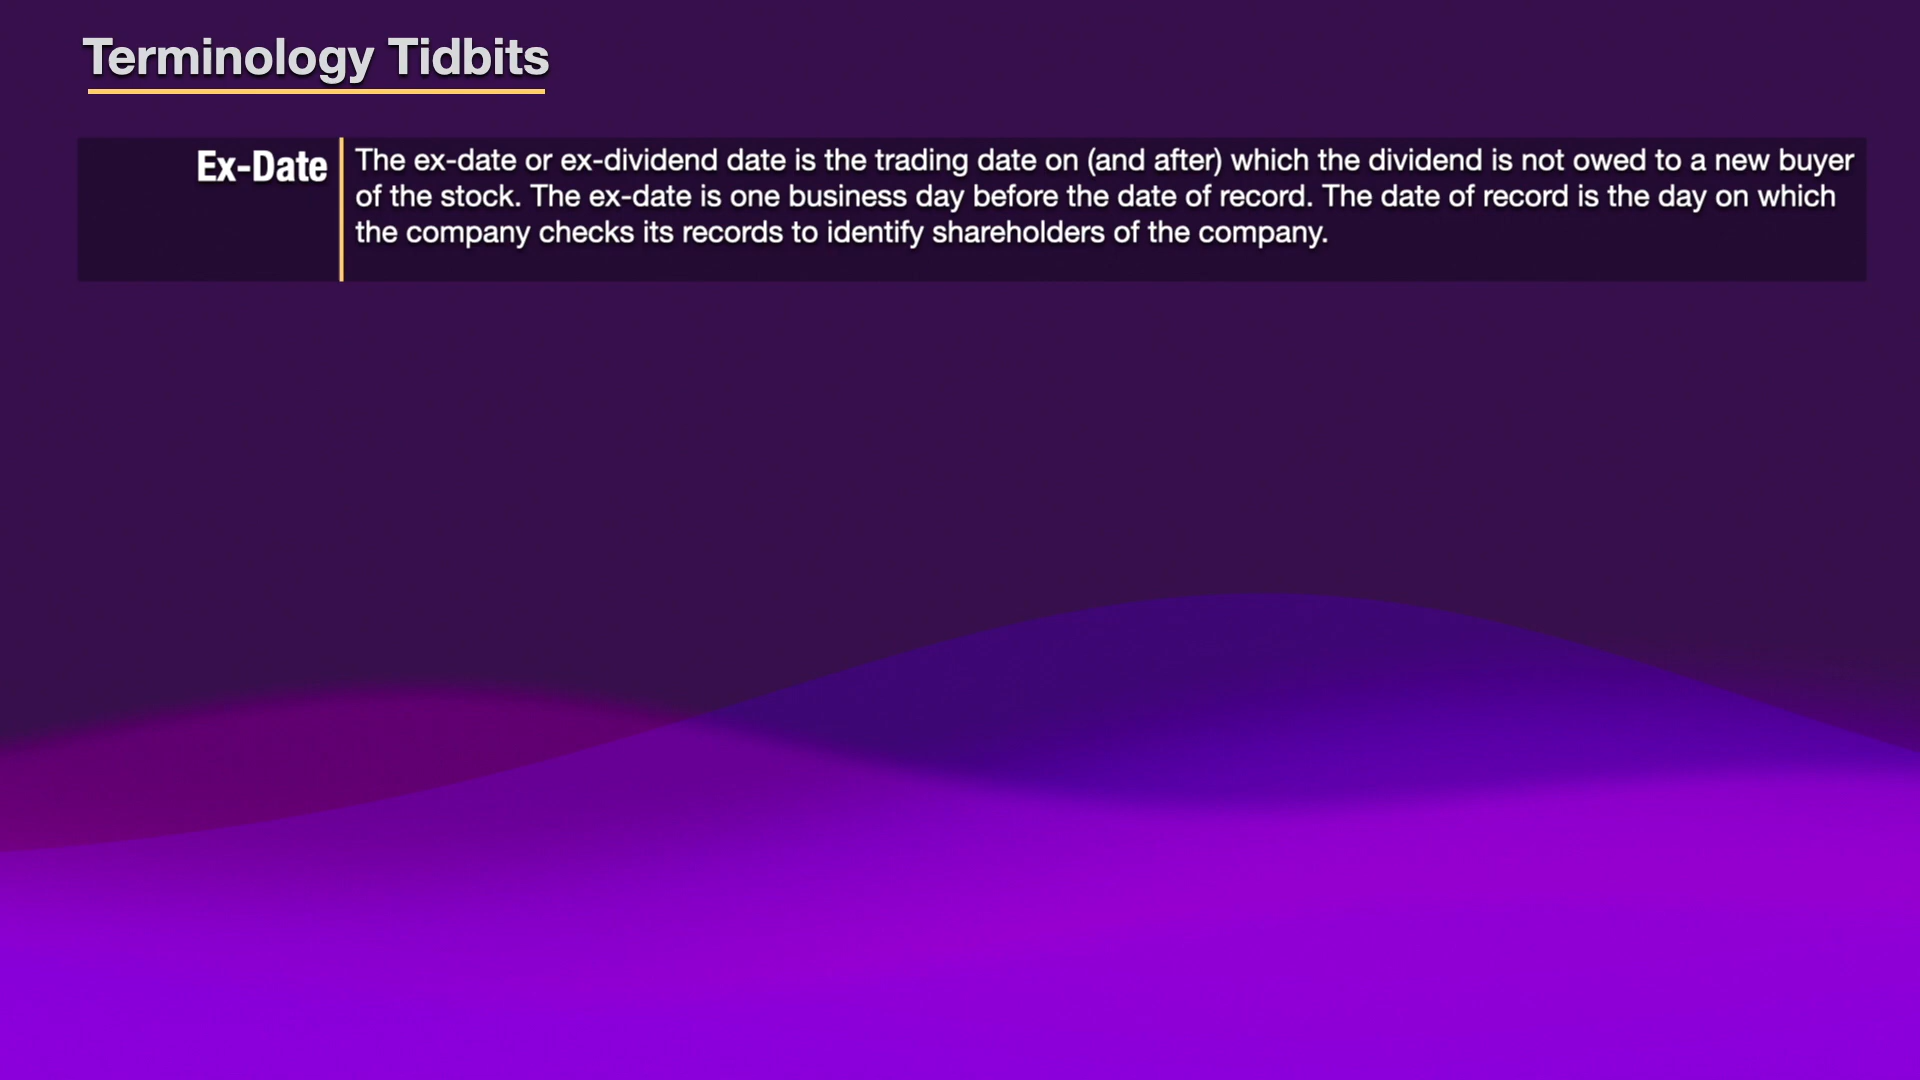 Terminology Tidbits
Ex-Date
The ex-date or ex-dividend date is the trading date on (and after) which the dividend is not owed to a new buyer
of the stock. The ex-date is one business day before the date of record. The date of record is the day on which
the company checks its records to identify shareholders of the company.